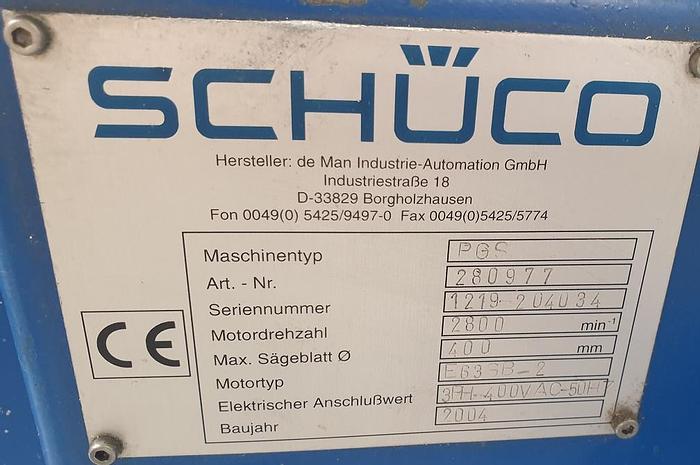 SCHÜCO
Hersteller: de Man Industrie-Automation GmbH
Industriestraße 18
D-33829 Borgholzhausen
Fon 0049(0) 5425/9497-0 Fax 0049(0)5425/5774
Maschinentyp PGS
Art. - Nr. 280977
Seriennummer 1219-204034
Motordrehzahl 2800 min⁻¹
Max. Sägeblatt Ø 400 mm
Motortyp E63SB-2
Elektrischer Anschlußwert 3PH-400VAC-50HZ
Baujahr 2004
CE